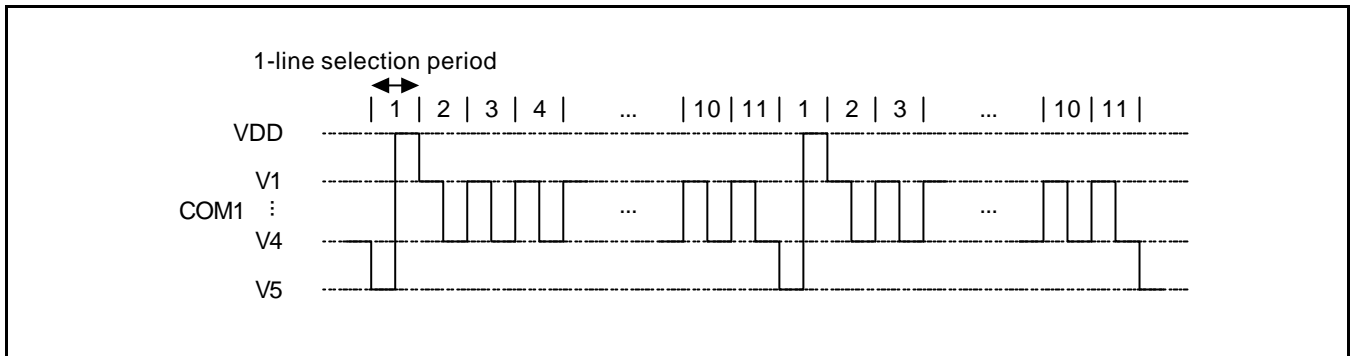 1-line selection period
| 1 | 2 | 3 | 4 | ... | 10 | 11 | 1 | 2 | 3 | ... | 10 | 11 |
VDD
V1
COM1 ⋮ ... ...
V4
V5